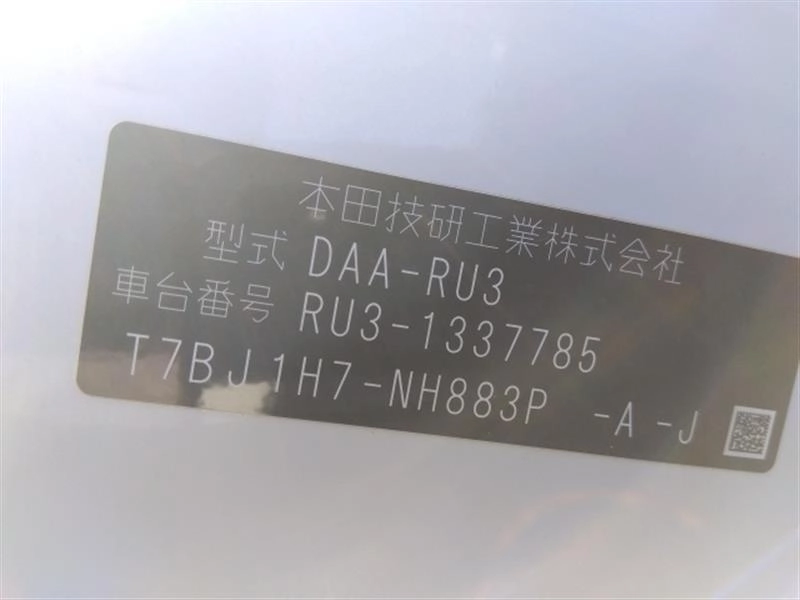 本田技研工業株式会社
型式 DAA-RU3
車台番号 RU3-1337785
T7BJ1H7-NH883P -A-J